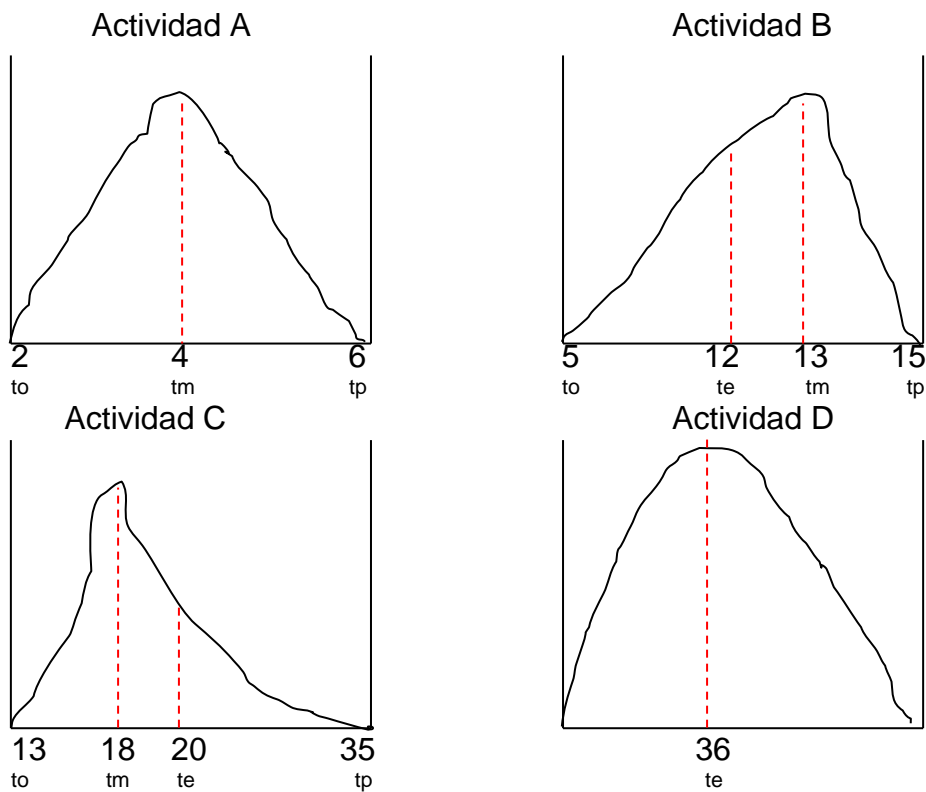 Actividad A
Actividad B
2 4 6
to tm tp
5 12 13 15
to te tm tp
Actividad C
Actividad D
13 18 20 35
to tm te tp
36
te